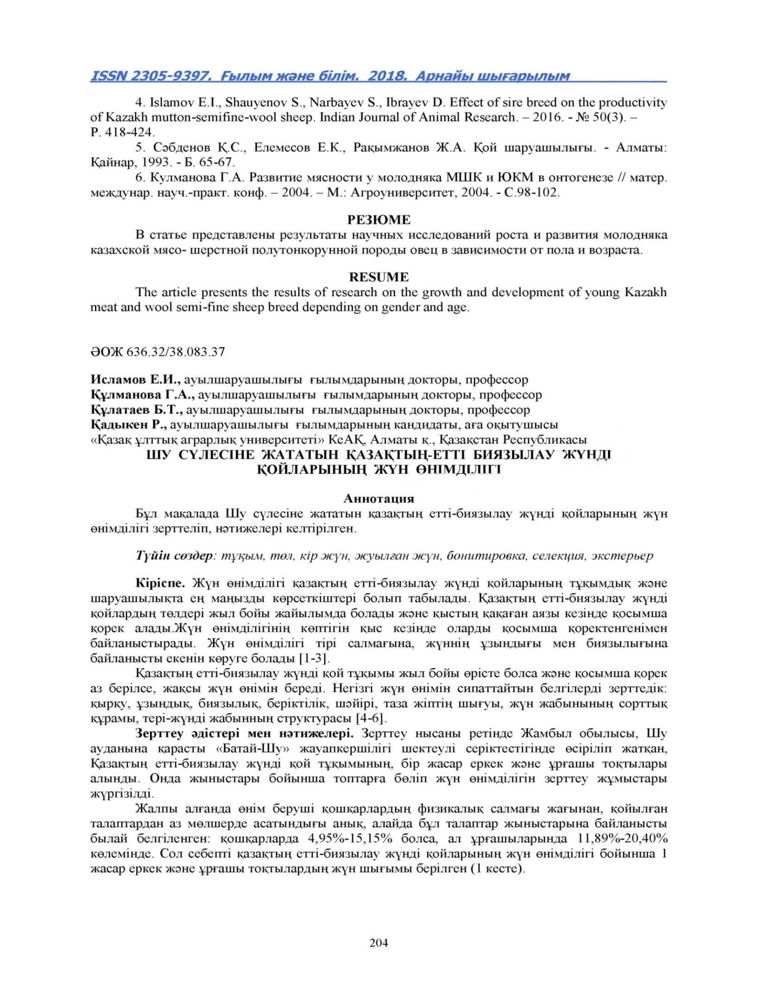 ISSN 2305-9397. Ғылым және білім. 2018. Арнайы шығарылым
4. Islamov E.I., Shauyenov S., Narbayev S., Ibrayev D. Effect of sire breed on the productivity
of Kazakh mutton-semifine-wool sheep. Indian Journal of Animal Research. – 2016. - № 50(3). –
P. 418-424.
5. Сәбденов Қ.С., Елемесов Е.К., Рақымжанов Ж.А. Қой шаруашылығы. - Алматы:
Қайнар, 1993. - Б. 65-67.
6. Кулманова Г.А. Развитие мясности у молодняка МШК и ЮКМ в онтогенезе // матер.
междунар. науч.-практ. конф. – 2004. – М.: Агроуниверситет, 2004. - С.98-102.
РЕЗЮМЕ
В статье представлены результаты научных исследований роста и развития молодняка
казахской мясо- шерстной полутонкорунной породы овец в зависимости от пола и возраста.
RESUME
The article presents the results of research on the growth and development of young Kazakh
meat and wool semi-fine sheep breed depending on gender and age.
ӘОЖ 636.32/38.083.37
Исламов Е.И., ауылшаруашылығы ғылымдарының докторы, профессор
Құлманова Г.А., ауылшаруашылығы ғылымдарының докторы, профессор
Құлатаев Б.Т., ауылшаруашылығы ғылымдарының докторы, профессор
Қадыкен Р., ауылшаруашылығы ғылымдарының кандидаты, аға оқытушысы
«Қазақ ұлттық аграрлық университеті» КеАҚ, Алматы қ., Қазақстан Республикасы
ШУ СҮЛЕСІНЕ ЖАТАТЫН ҚАЗАҚТЫҢ-ЕТТІ БИЯЗЫЛАУ ЖҮНДІ
ҚОЙЛАРЫНЫҢ ЖҮН ӨНІМДІЛІГІ
Аннотация
Бұл мақалада Шу сүлесіне жататын қазақтың етті-биязылау жүнді қойларының жүн
өнімділігі зерттеліп, нәтижелері келтірілген.
Түйін сөздер: тұқым, төл, кір жүн, жуылған жүн, бонитировка, селекция, экстерьер
Кіріспе. Жүн өнімділігі қазақтың етті-биязылау жүнді қойларының тұқымдық және
шаруашылықта ең маңызды көрсеткіштері болып табылады. Қазақтың етті-биязылау жүнді
қойлардың төлдері жыл бойы жайылымда болады және қыстың қақаған аязы кезінде қосымша
қорек алады.Жүн өнімділігінің көптігін қыс кезінде оларды қосымша қоректенгенімен
байланыстырады. Жүн өнімділігі тірі салмағына, жүннің ұзындығы мен биязылығына
байланысты екенін көруге болады [1-3].
Қазақтың етті-биязылау жүнді қой тұқымы жыл бойы өрісте болса және қосымша қорек
аз берілсе, жақсы жүн өнімін береді. Негізгі жүн өнімін сипаттайтын белгілерді зерттедік:
қырқу, ұзындық, биязылық, беріктілік, шәйірі, таза жіптің шығуы, жүн жабынының сорттық
құрамы, тері-жүнді жабынның структурасы [4-6].
Зерттеу әдістері мен нәтижелері. Зерттеу нысаны ретінде Жамбыл обылысы, Шу
ауданына қарасты «Батай-Шу» жауапкершілігі шектеулі серіктестігінде өсіріліп жатқан,
Қазақтың етті-биязылау жүнді қой тұқымының, бір жасар еркек және ұрғашы тоқтылары
алынды. Онда жыныстары бойынша топтарға бөліп жүн өнімділігін зерттеу жұмыстары
жүргізілді.
Жалпы алғанда өнім беруші қошқарлардың физикалық салмағы жағынан, қойылған
талаптардан аз мөлшерде асатындығы анық, алайда бұл талаптар жыныстарына байланысты
былай белгіленген: қошқарларда 4,95%-15,15% болса, ал ұрғашыларында 11,89%-20,40%
көлемінде. Сол себепті қазақтың етті-биязылау жүнді қойларының жүн өнімділігі бойынша 1
жасар еркек және ұрғашы тоқтылардың жүн шығымы берілген (1 кесте).
204